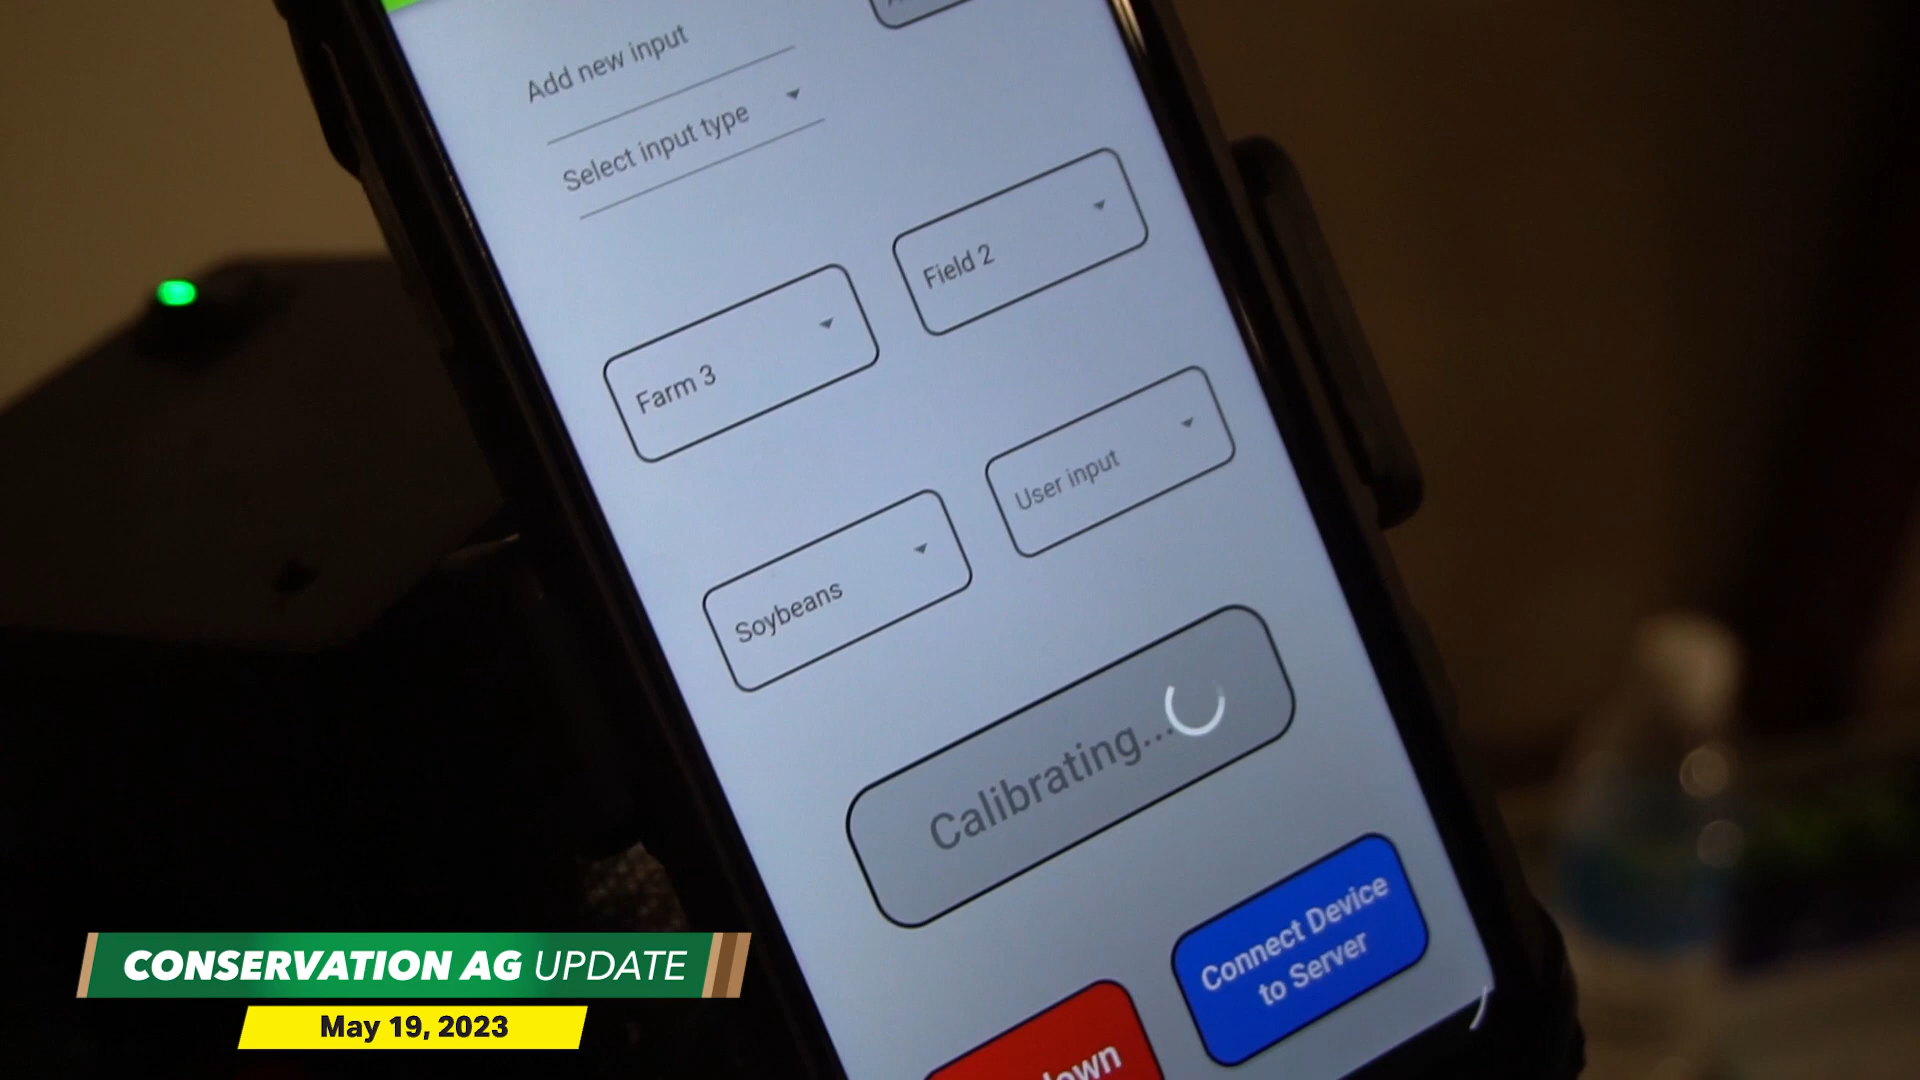 Add new input
Select input type
Field 2
Farm 3
User input
Soybeans
Calibrating...
Connect Device
to Server
CONSERVATION AG UPDATE
May 19, 2023